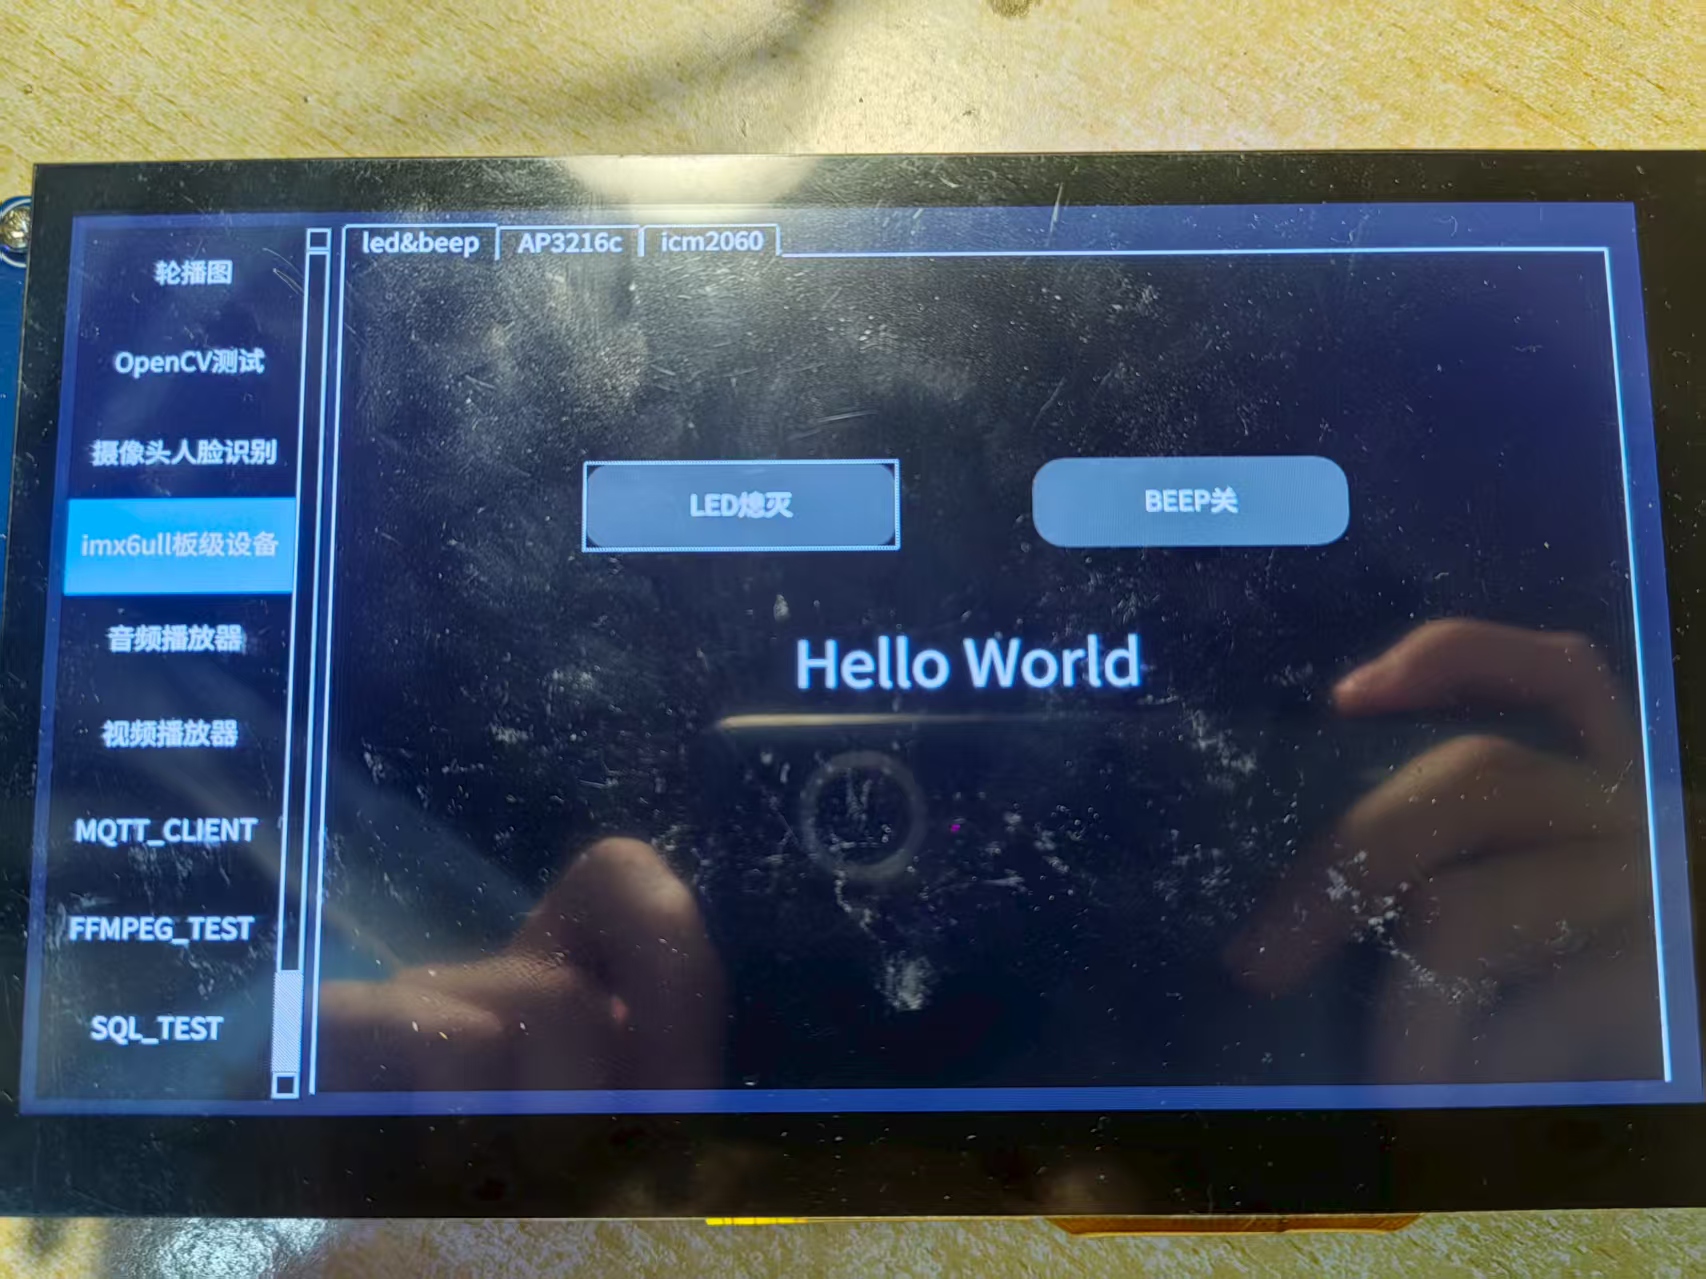 轮播图
OpenCV测试
摄像头人脸识别
imx6ull板级设备
音频播放器
视频播放器
MQTT_CLIENT
FFMPEG_TEST
SQL_TEST
led&beep AP3216c icm2060
LED熄灭 BEEP关
Hello World